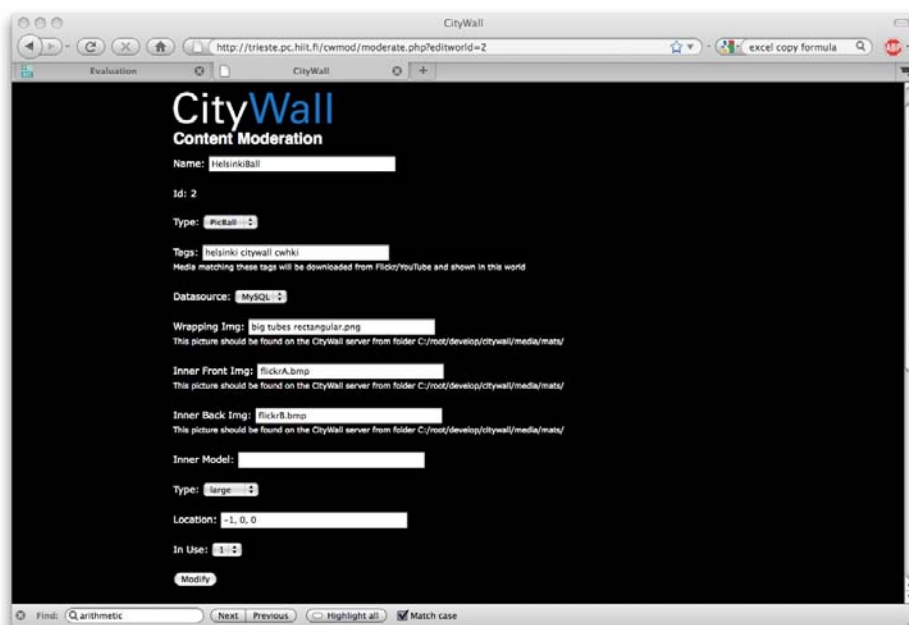 CityWall
http://trieste.pc.hiit.fi/cwmod/moderate.php?editworld=2
excel copy formula
Evaluation
CityWall
CityWall
Content Moderation
Name: HelsinkiBall
Id: 2
Type: PicBall
Tags: helsinki citywall cwhki
Media matching these tags will be downloaded from Flickr/YouTube and shown in this world
Datasource: MySQL
Wrapping Img: big tubes rectangular.png
This picture should be found on the CityWall server from folder C:/root/develop/citywall/media/mats/
Inner Front Img: flickrA.bmp
This picture should be found on the CityWall server from folder C:/root/develop/citywall/media/mats/
Inner Back Img: flickrB.bmp
This picture should be found on the CityWall server from folder C:/root/develop/citywall/media/mats/
Inner Model:
Type: large
Location: -1, 0, 0
In Use: 1
Modify
Find: arithmetic Next Previous Highlight all Match case